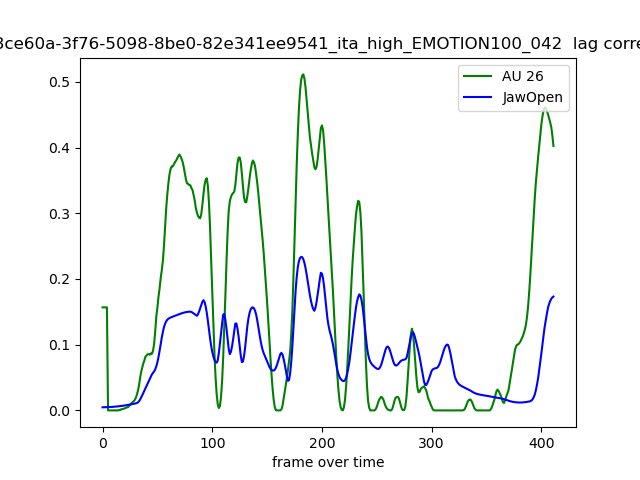 3ce60a-3f76-5098-8be0-82e341ee9541_ita_high_EMOTION100_042 lag corre
AU 26
JawOpen
0.5
0.4
0.3
0.2
0.1
0.0
0 100 200 300 400
frame over time